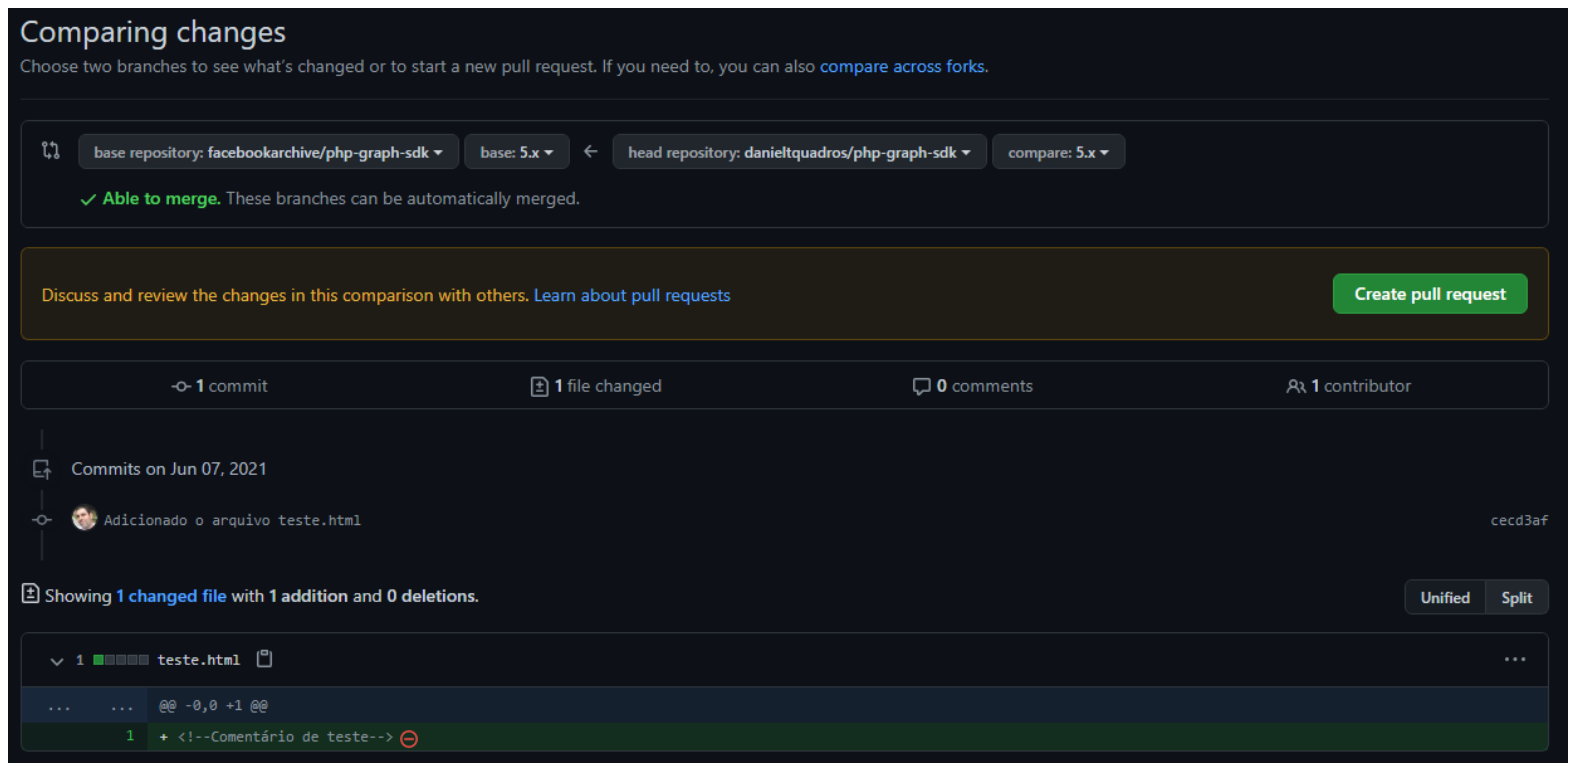 Comparing changes
Choose two branches to see what's changed or to start a new pull request. If you need to, you can also compare across forks.
base repository: facebookarchive/php-graph-sdk base: 5.x head repository: danieltquadros/php-graph-sdk compare: 5.x
Able to merge. These branches can be automatically merged.
Discuss and review the changes in this comparison with others. Learn about pull requests Create pull request
1 commit 1 file changed 0 comments 1 contributor
Commits on Jun 07, 2021
Adicionado o arquivo teste.html cecd3af
Showing 1 changed file with 1 addition and 0 deletions. Unified Split
1 teste.html ...
... ... @@ -0,0 +1 @@
1 + <!--Comentário de teste-->